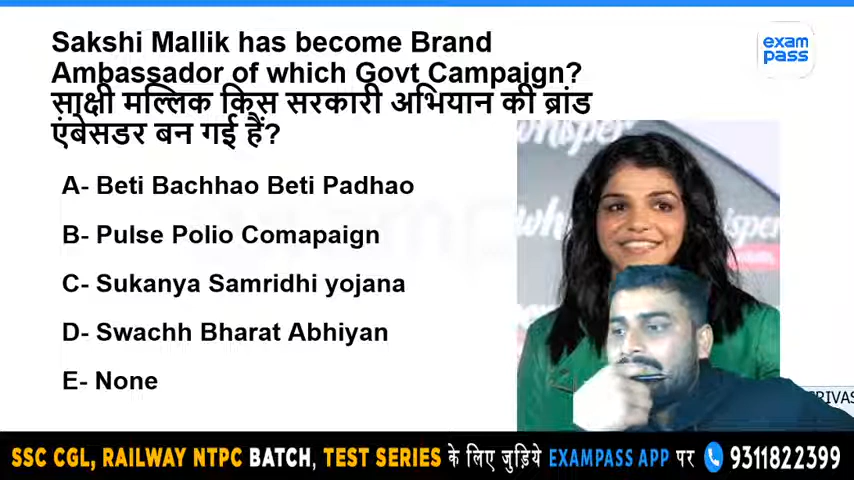 Sakshi Mallik has become Brand
Ambassador of which Govt Campaign?
साक्षी मल्लिक किस सरकारी अभियान की ब्रांड
एंबेसडर बन गई हैं?
exam
pass
A- Beti Bachhao Beti Padhao
B- Pulse Polio Comapaign
C- Sukanya Samridhi yojana
D- Swachh Bharat Abhiyan
E- None
whisper
SSC CGL, RAILWAY NTPC BATCH, TEST SERIES के लिए जुड़िये EXAMPASS APP पर 9311822399